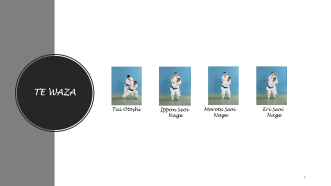 TE WAZA
Tai Otoshi
Ippon Seoi
Nage
Morote Seoi
Nage
Eri Seoi
Nage